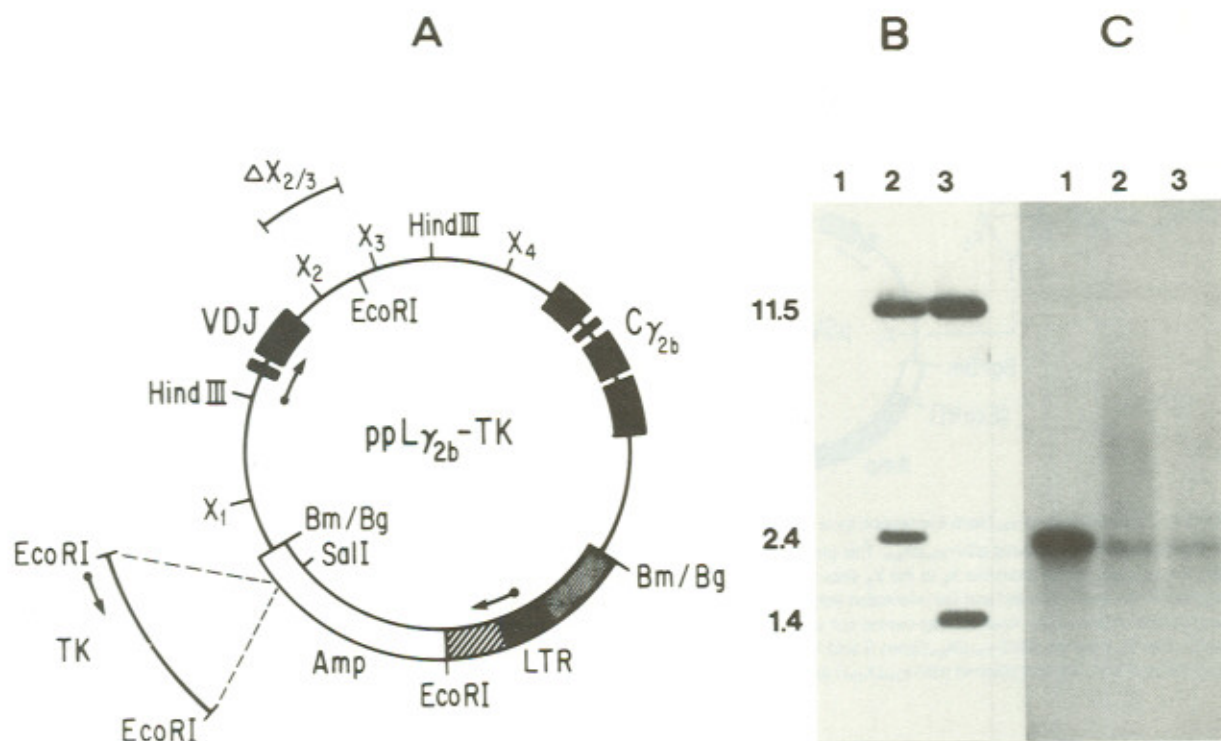 A
B
C
ΔX2/3
HindIII
X3
X4
X2
EcoRI
VDJ
Cγ2b
HindIII
ppLγ2b-TK
X1
Bm/Bg
SalI
EcoRI
Bm/Bg
TK
Amp
LTR
EcoRI
EcoRI
1 2 3
11.5
2.4
1.4
1 2 3